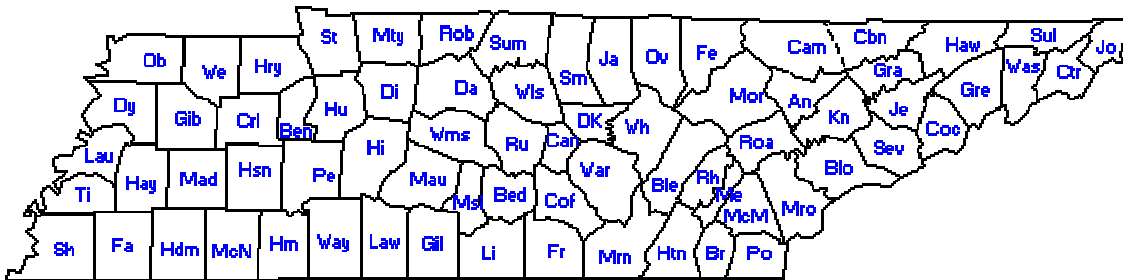 St Mty Rob Sum Sm Ja Ov Fe Cam Cbn Haw Sul Jo
Ob We Hry Hu Di Da Wls Mor An Gra Was Ctr
Dy Gib Crl Ben Wms Ru Can DK Wh Roa Kn Je Gre
Lau Hi Var Coc
Ti Hay Mad Hsn Pe Mau Msl Bed Cof Ble Rh Me McM Mro Blo Sev
Sh Fa Hdm McN Hm Way Law Gil Li Fr Mrn Htn Br Po